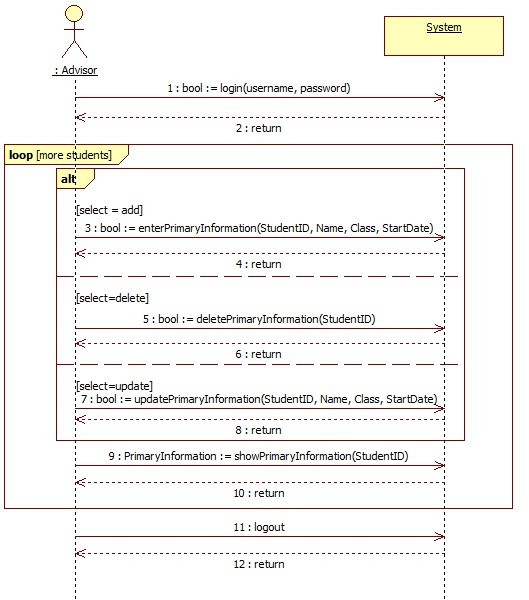 System
: Advisor
1 : bool := login(username, password)
2 : return
loop [more students]
alt
[select = add]
3 : bool := enterPrimaryInformation(StudentID, Name, Class, StartDate)
4 : return
[select=delete]
5 : bool := deletePrimaryInformation(StudentID)
6 : return
[select=update]
7 : bool := updatePrimaryInformation(StudentID, Name, Class, StartDate)
8 : return
9 : PrimaryInformation := showPrimaryInformation(StudentID)
10 : return
11 : logout
12 : return